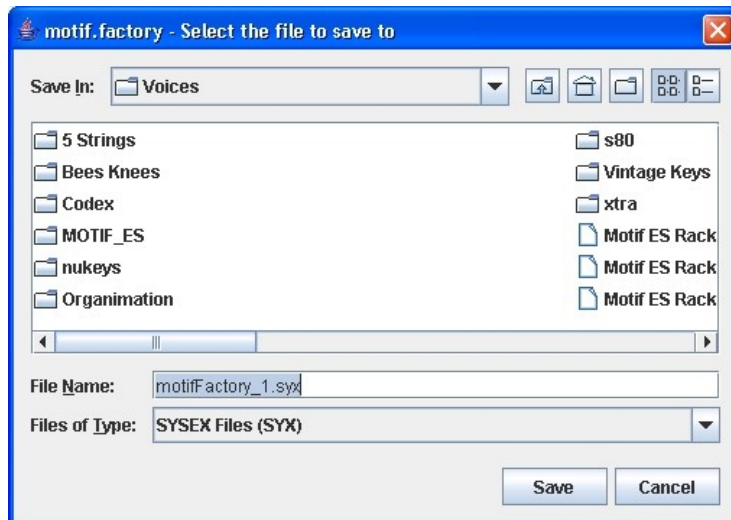 motif.factory - Select the file to save to
Save In: Voices
5 Strings
Bees Knees
Codex
MOTIF_ES
nukeys
Organimation
s80
Vintage Keys
xtra
Motif ES Rack
Motif ES Rack
Motif ES Rack
File Name: motifFactory_1.syx
Files of Type: SYSEX Files (SYX)
Save Cancel